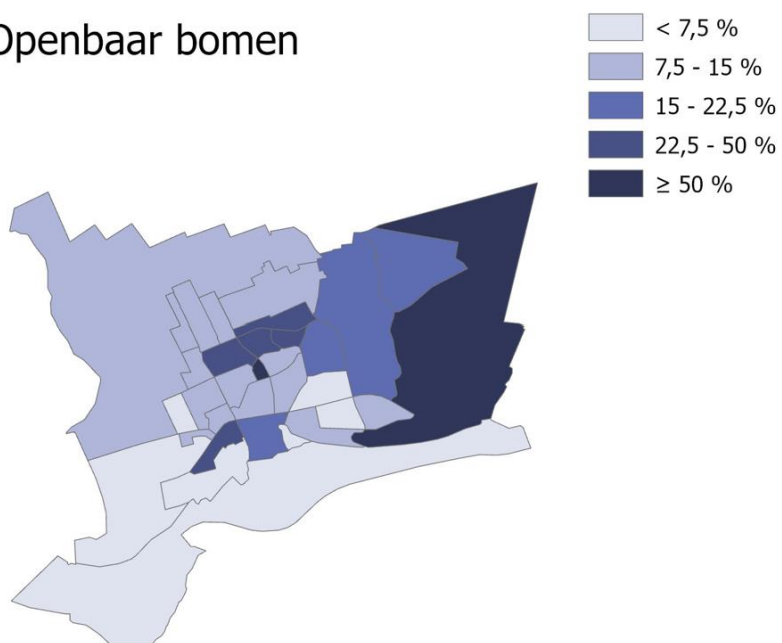 Openbaar bomen
< 7,5 %
7,5 - 15 %
15 - 22,5 %
22,5 - 50 %
≥ 50 %